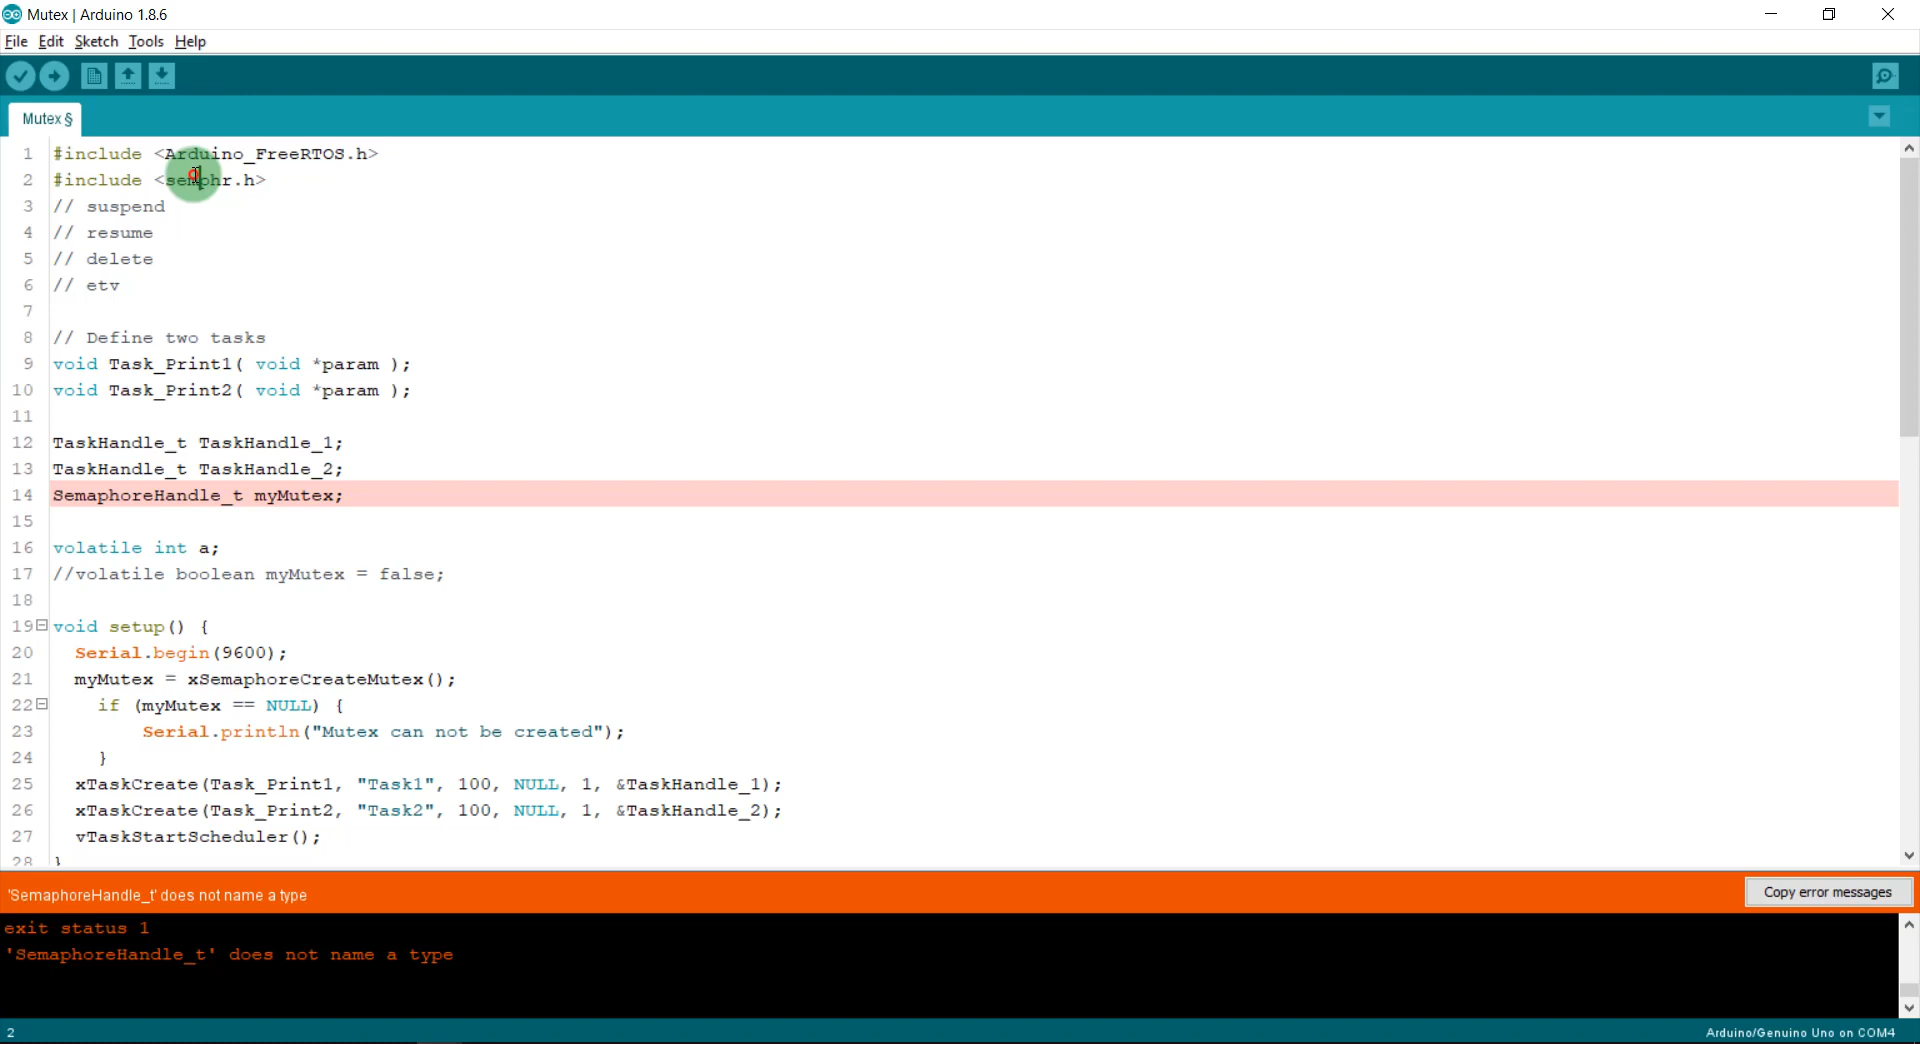 Mutex | Arduino 1.8.6
File Edit Sketch Tools Help
Mutex §
1 #include <Arduino_FreeRTOS.h>
2 #include <semphr.h>
3 // suspend
4 // resume
5 // delete
6 // etv
7
8 // Define two tasks
9 void Task_Print1( void *param );
10 void Task_Print2( void *param );
11
12 TaskHandle_t TaskHandle_1;
13 TaskHandle_t TaskHandle_2;
14 SemaphoreHandle_t myMutex;
15
16 volatile int a;
17 //volatile boolean myMutex = false;
18
19 void setup() {
20 Serial.begin(9600);
21 myMutex = xSemaphoreCreateMutex();
22 if (myMutex == NULL) {
23 Serial.println("Mutex can not be created");
24 }
25 xTaskCreate(Task_Print1, "Task1", 100, NULL, 1, &TaskHandle_1);
26 xTaskCreate(Task_Print2, "Task2", 100, NULL, 1, &TaskHandle_2);
27 vTaskStartScheduler();
28 }
'SemaphoreHandle_t' does not name a type
Copy error messages
exit status 1
'SemaphoreHandle_t' does not name a type
2
Arduino/Genuino Uno on COM4